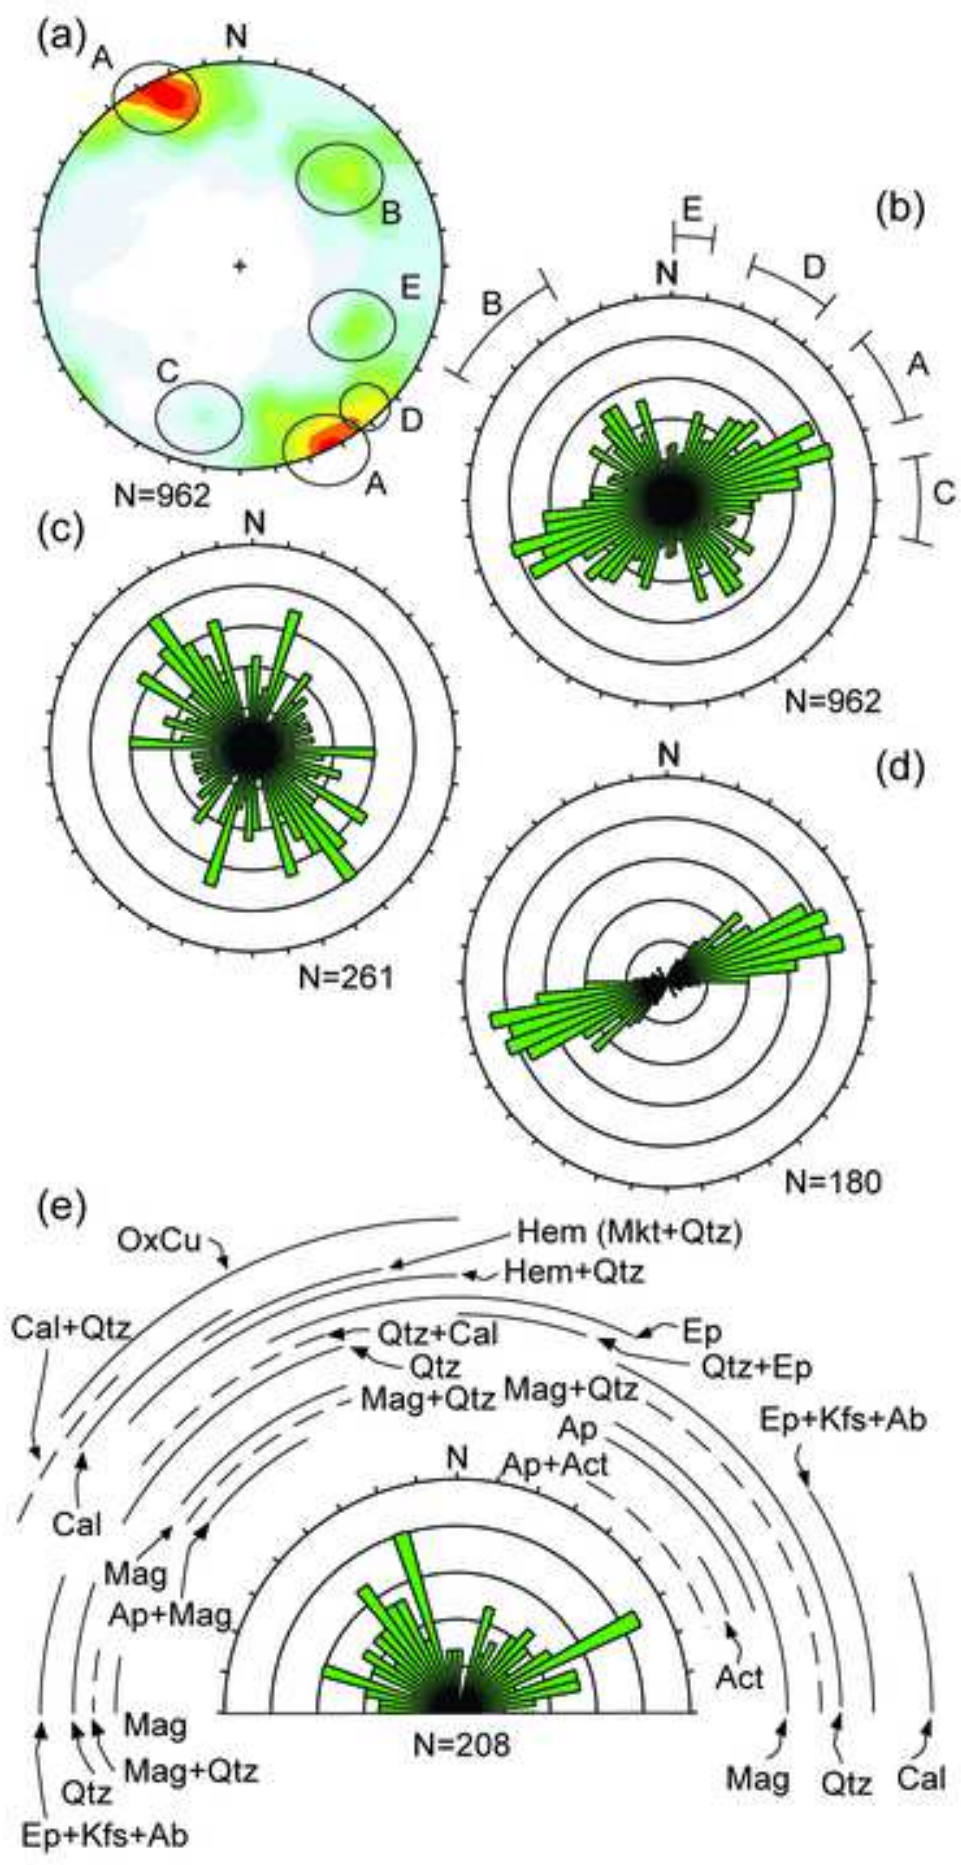 (a)
A
N
B
E
C
D
A
N=962
(b)
E
N
D
B
A
C
N=962
(c)
N
N=261
(d)
N
N=180
(e)
OxCu
Hem (Mkt+Qtz)
Hem+Qtz
Cal+Qtz
Qtz+Cal
Ep
Qtz
Qtz+Ep
Mag+Qtz
Mag+Qtz
Ap
Ep+Kfs+Ab
Ap+Act
N
Cal
Mag
Ap+Mag
Act
Mag
N=208
Mag+Qtz
Qtz
Mag
Qtz
Cal
Ep+Kfs+Ab